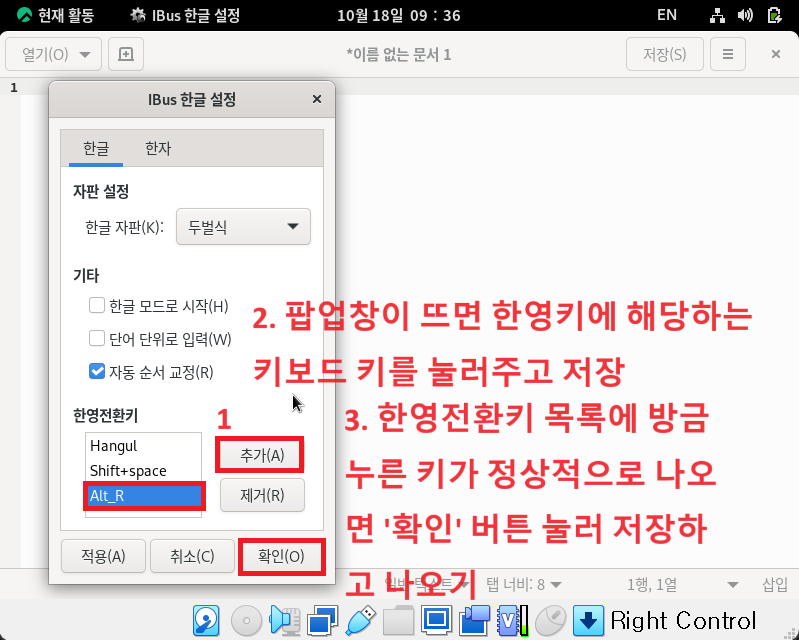 현재 활동 IBus 한글 설정 10월 18일 09 : 36 EN
열기(O) *이름 없는 문서 1 저장(S)
1
IBus 한글 설정
한글 한자
자판 설정
한글 자판(K): 두벌식
기타
한글 모드로 시작(H)
단어 단위로 입력(W)
자동 순서 교정(R)
2. 팝업창이 뜨면 한영키에 해당하는
키보드 키를 눌러주고 저장
한영전환키
1
Hangul
Shift+space
Alt_R
추가(A)
제거(R)
3. 한영전환키 목록에 방금
누른 키가 정상적으로 나오
면 '확인' 버튼 눌러 저장하
고 나오기
적용(A) 취소(C) 확인(O)
일반 텍스트 탭 너비: 8 1행, 1열 삽입
V
Right Control